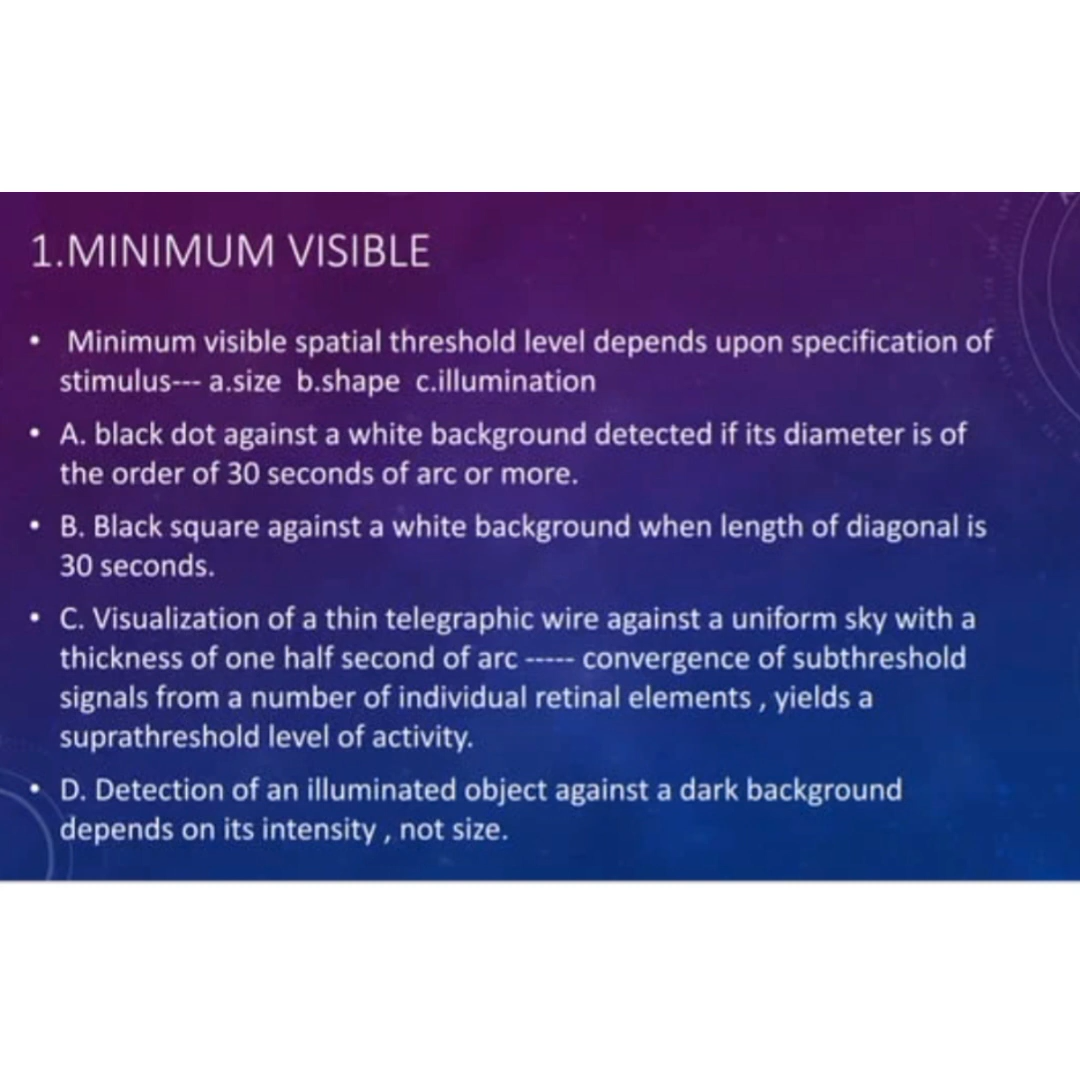 1.MINIMUM VISIBLE
• Minimum visible spatial threshold level depends upon specification of
stimulus--- a.size b.shape c.illumination
• A. black dot against a white background detected if its diameter is of
the order of 30 seconds of arc or more.
• B. Black square against a white background when length of diagonal is
30 seconds.
• C. Visualization of a thin telegraphic wire against a uniform sky with a
thickness of one half second of arc ----- convergence of subthreshold
signals from a number of individual retinal elements , yields a
suprathreshold level of activity.
• D. Detection of an illuminated object against a dark background
depends on its intensity , not size.